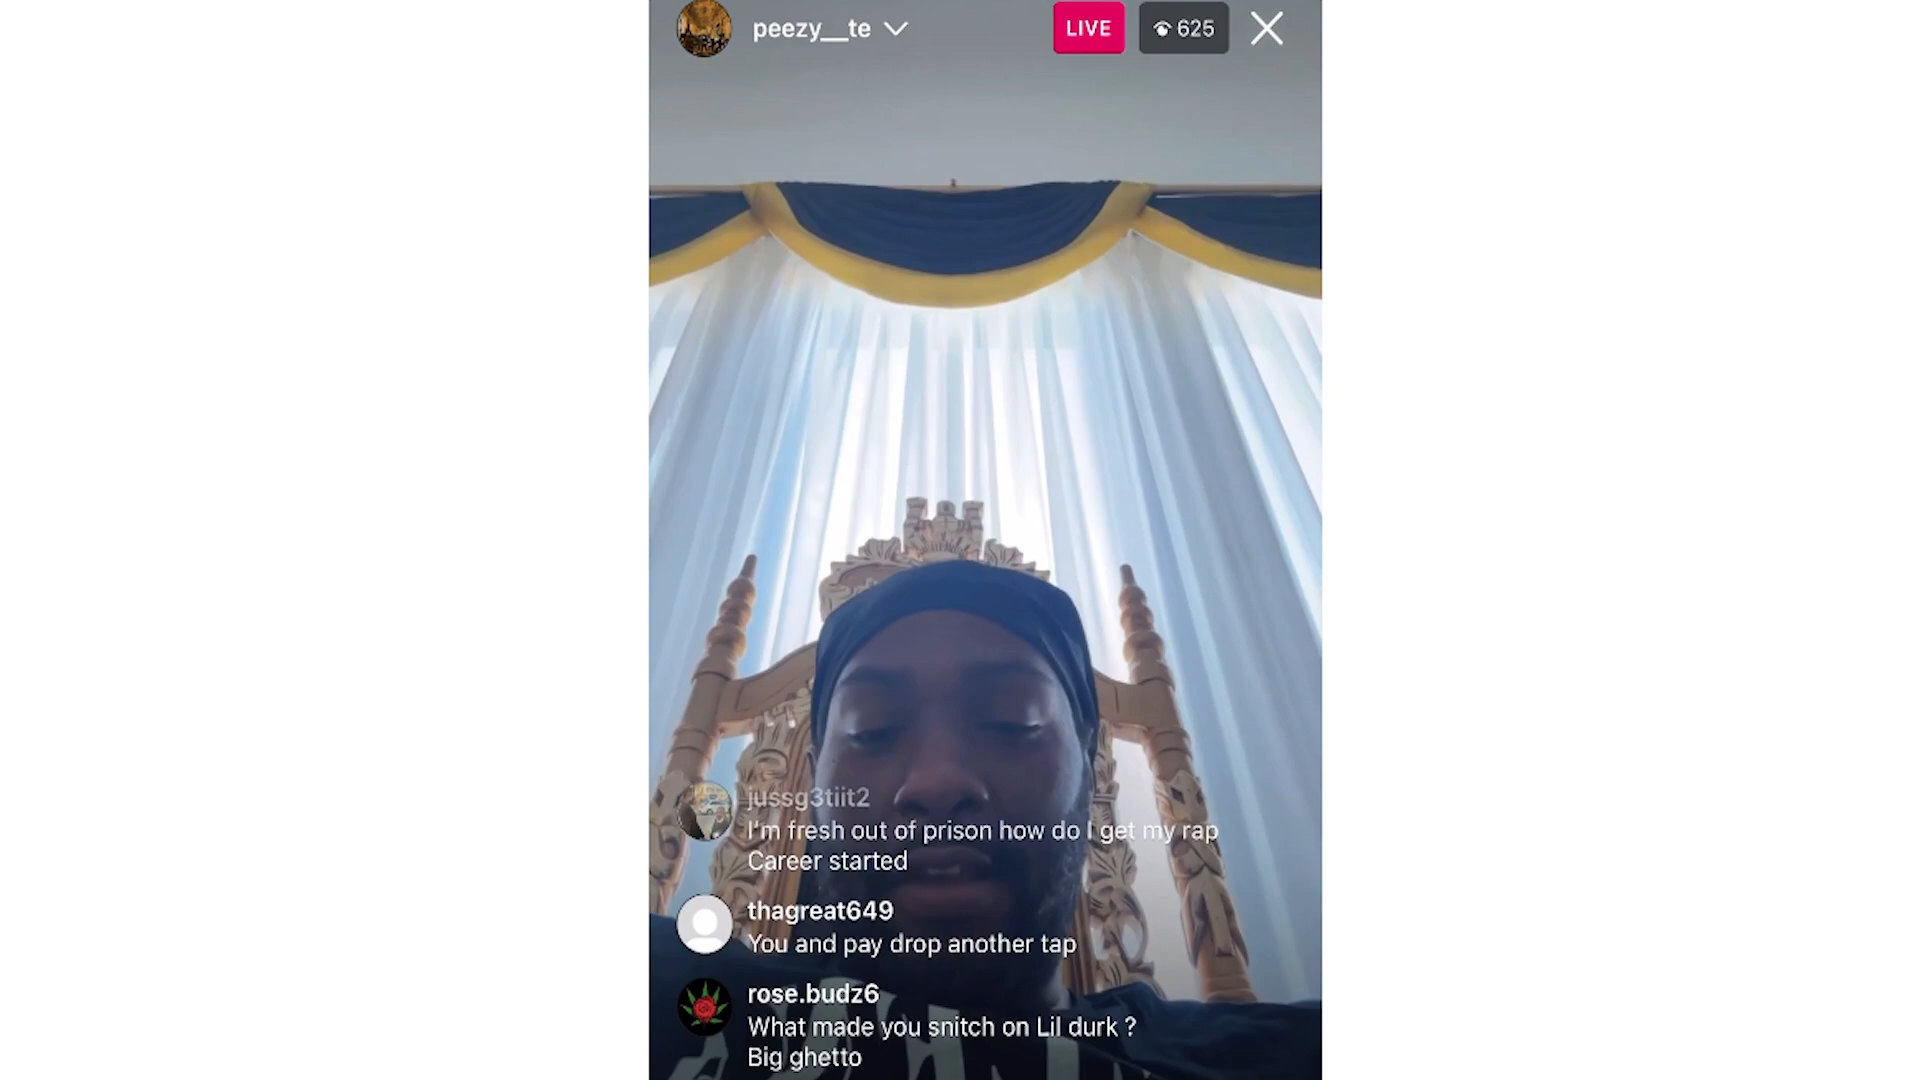 peezy__te
LIVE
625
jussg3tiit2
I'm fresh out of prison how do I get my rap
Career started
thagreat649
You and pay drop another tap
rose.budz6
What made you snitch on Lil durk ?
Big ghetto